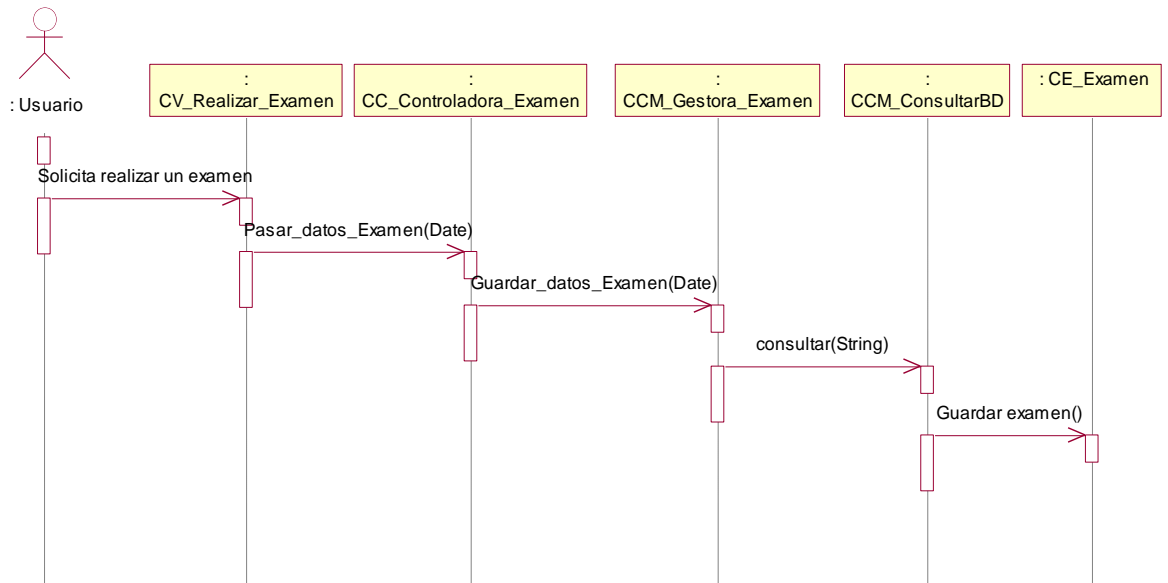 : Usuario
:
CV_Realizar_Examen
:
CC_Controladora_Examen
:
CCM_Gestora_Examen
:
CCM_ConsultarBD
: CE_Examen
Solicita realizar un examen
Pasar_datos_Examen(Date)
Guardar_datos_Examen(Date)
consultar(String)
Guardar examen()